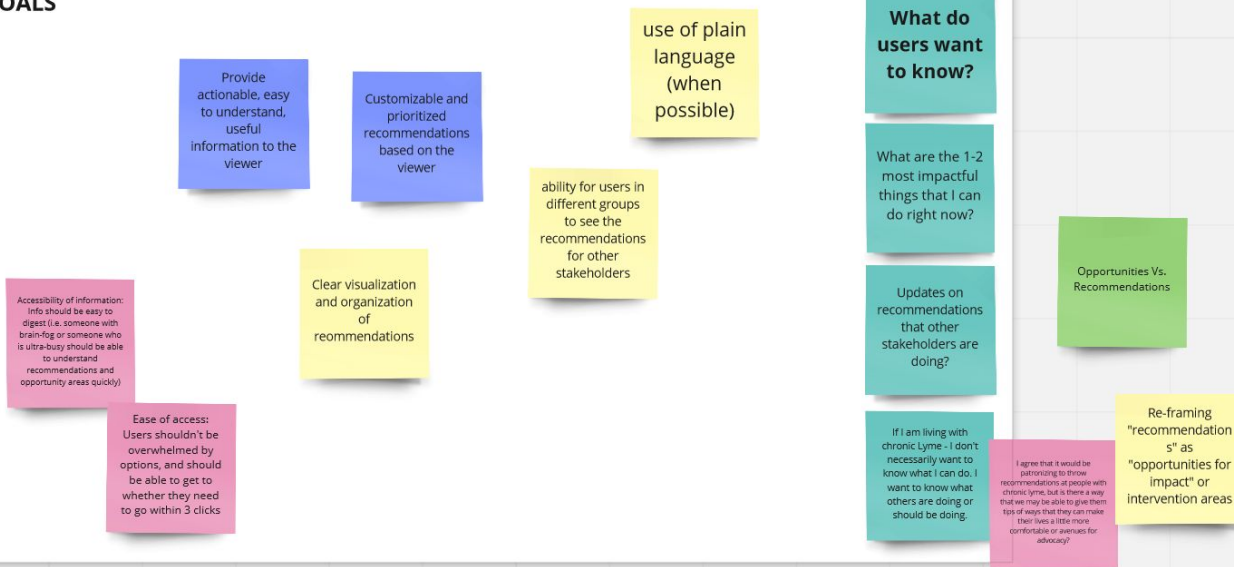 OALS
Provide
actionable, easy
to understand,
useful
information to the
viewer
Customizable and
prioritized
recommendations
based on the
viewer
use of plain
language
(when
possible)
ability for users in
different groups
to see the
recommendations
for other
stakeholders
Clear visualization
and organization
of
reommendations
Accessibility of information:
Info should be easy to
digest (i.e. someone with
brain-fog or someone who
is ultra-busy should be able
to understand
recommendations and
opportunity areas quickly)
Ease of access:
Users shouldn't be
overwhelmed by
options, and should
be able to get to
whether they need
to go within 3 clicks
What do
users want
to know?
What are the 1-2
most impactful
things that I can
do right now?
Updates on
recommendations
that other
stakeholders are
doing?
If I am living with
chronic Lyme - I don't
necessarily want to
know what I can do. I
want to know what
others are doing or
should be doing.
I agree that it would be
patronizing to throw
recommendations at people with
chronic lyme, but is there a way
that we may be able to give them
tips of ways that they can make
their lives a little more
comfortable or avenues for
advocacy?
Opportunities Vs.
Recommendations
Re-framing
"recommendation
s" as
"opportunities for
impact" or
intervention areas